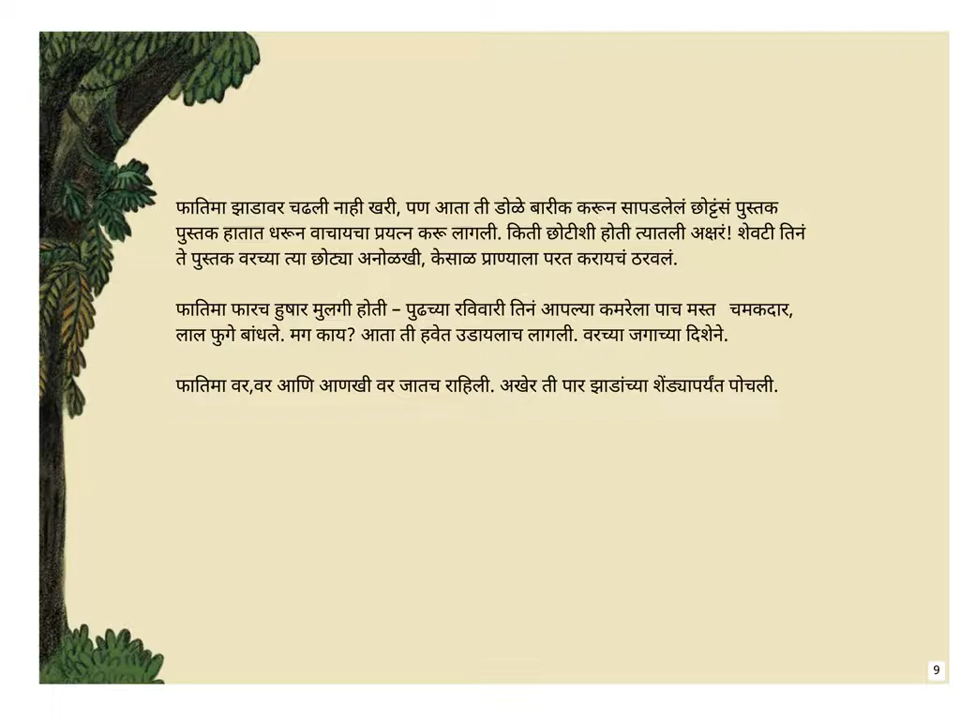 फातिमा झाडावर चढली नाही खरी, पण आता ती डोळे बारीक करून सापडलेलं छोट्टंसं पुस्तक
पुस्तक हातात धरून वाचायचा प्रयत्न करू लागली. किती छोटीशी होती त्यातली अक्षरं! शेवटी तिनं
ते पुस्तक वरच्या त्या छोट्या अनोळखी, केसाळ प्राण्याला परत करायचं ठरवलं.
फातिमा फारच हुषार मुलगी होती – पुढच्या रविवारी तिनं आपल्या कमरेला पाच मस्त चमकदार,
लाल फुगे बांधले. मग काय? आता ती हवेत उडायलाच लागली. वरच्या जगाच्या दिशेने.
फातिमा वर,वर आणि आणखी वर जातच राहिली. अखेर ती पार झाडांच्या शेंड्यापर्यंत पोचली.
9